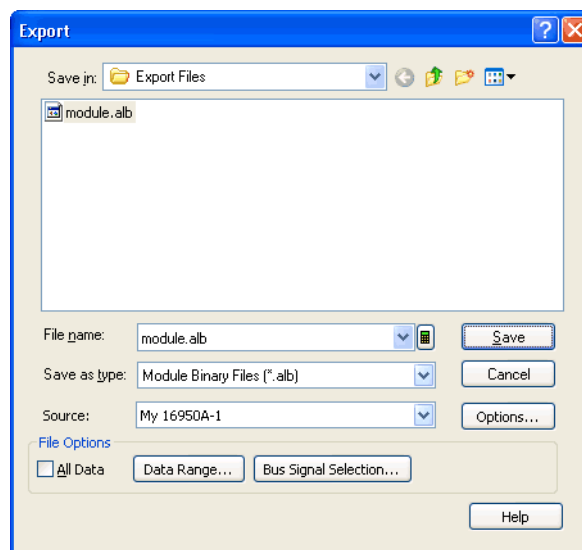 Export
Save in: Export Files
module.alb
File name: module.alb Save
Save as type: Module Binary Files (*.alb) Cancel
Source: My 16950A-1 Options...
File Options
All Data Data Range... Bus Signal Selection...
Help